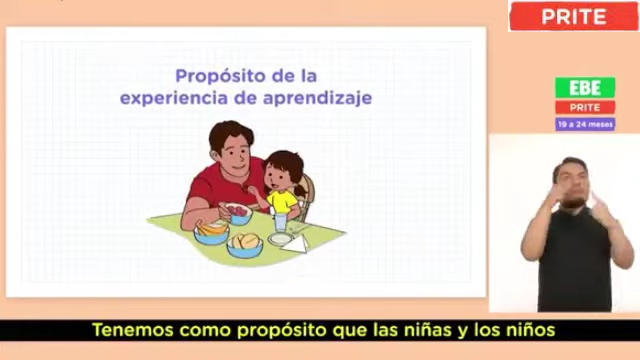 PRITE
Propósito de la
experiencia de aprendizaje
EBE
PRITE
19 a 24 meses
Tenemos como propósito que las niñas y los niños